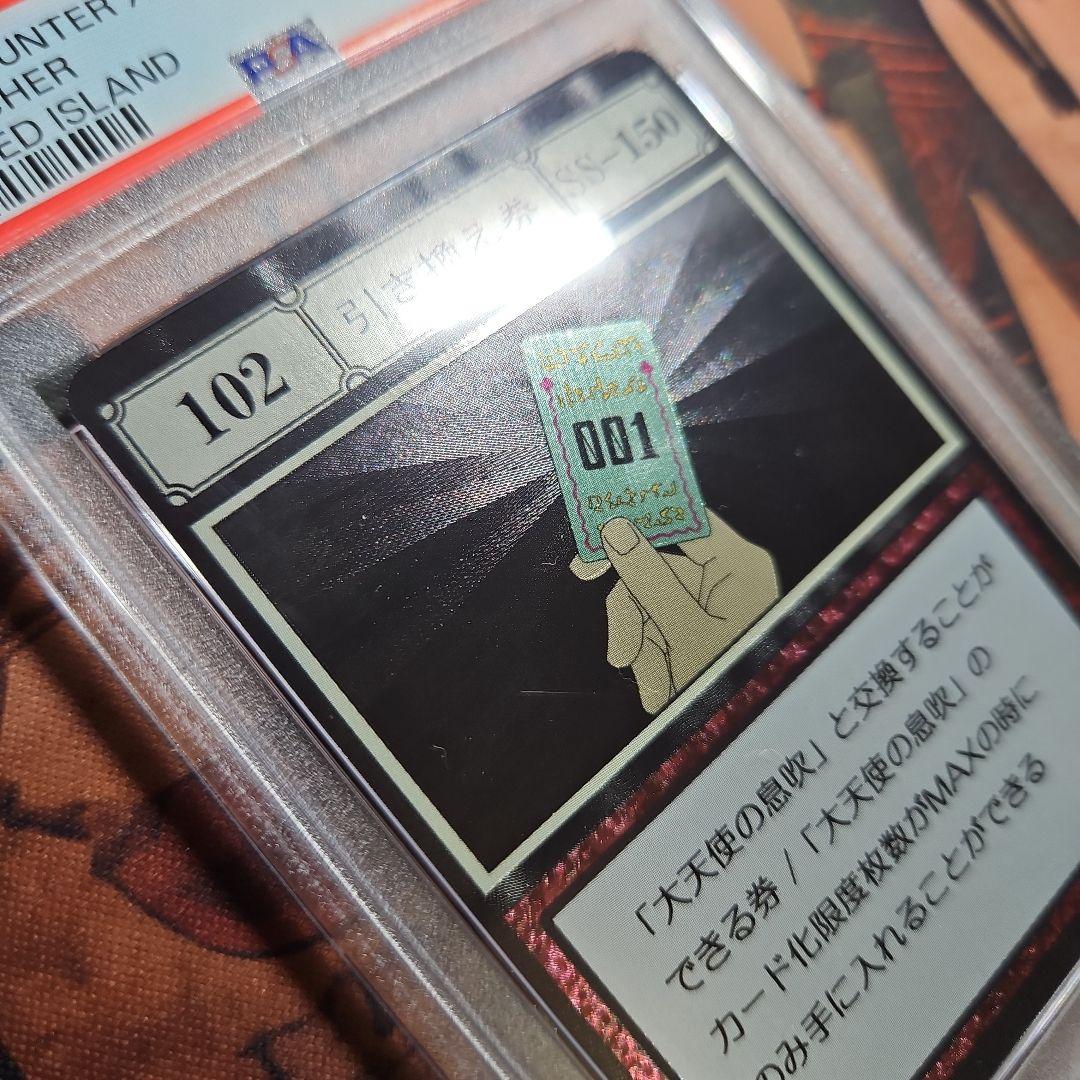 UNTER
HER
ED ISLAND
PSA
102
引き換え券
SS-150
001
「大天使の息吹」と交換することが
できる券 / 「大天使の息吹」の
カード化限度枚数がMAXの時に
のみ手に入れることができる